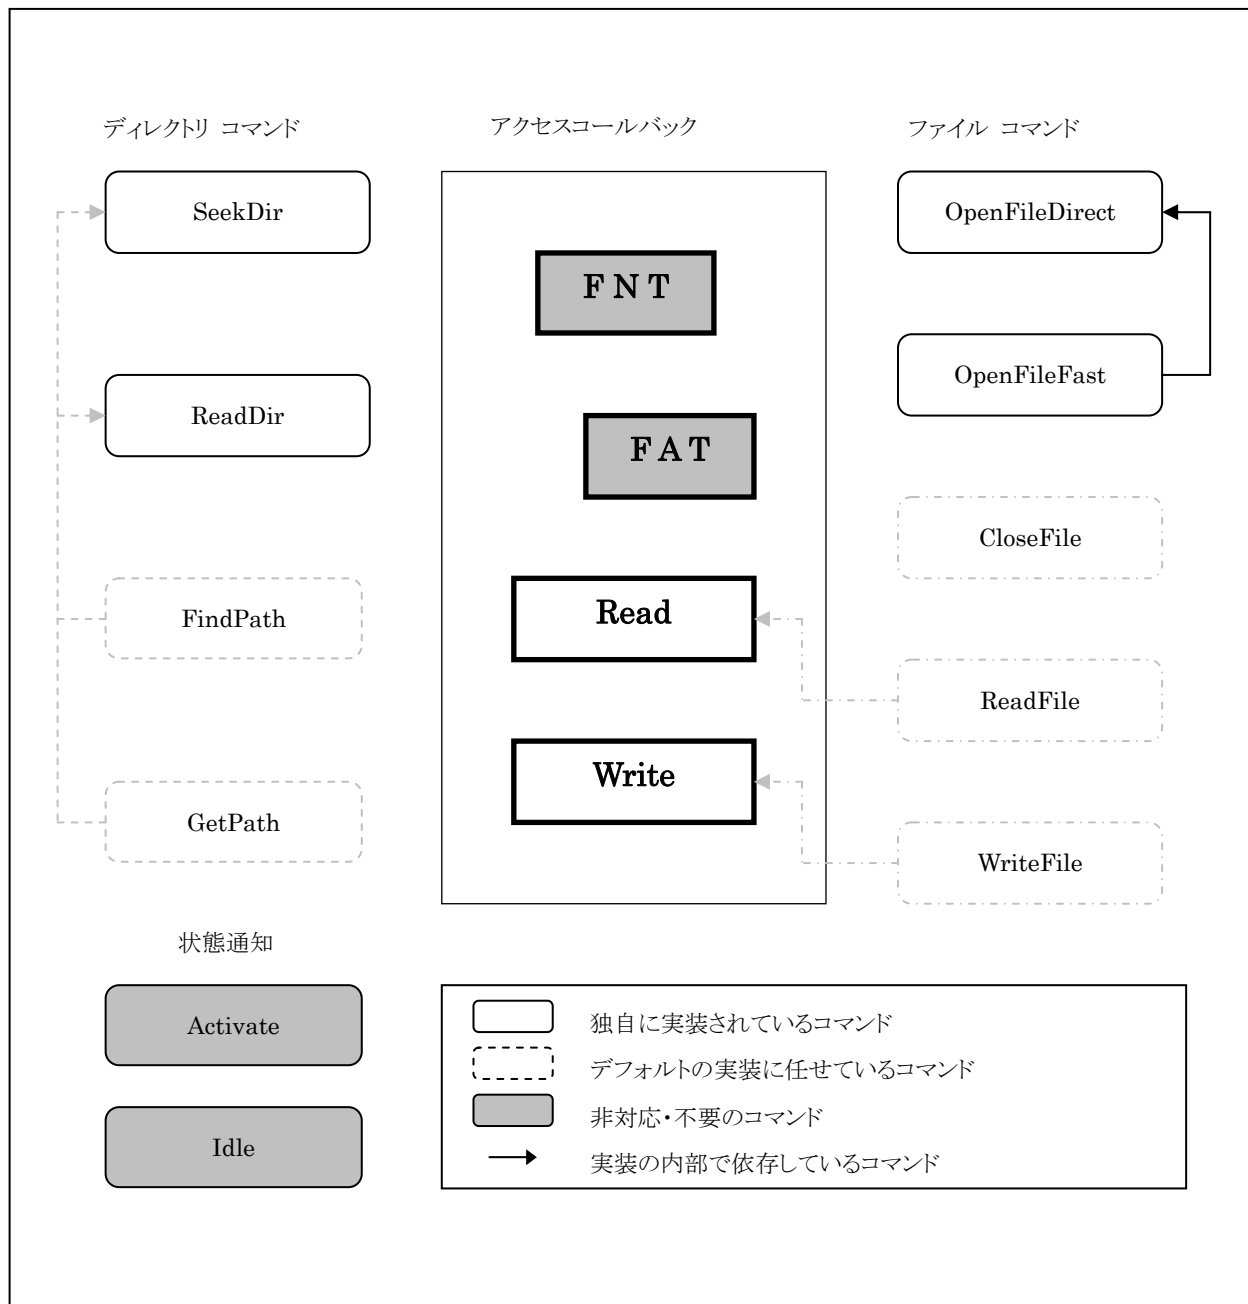 ディレクトリ コマンド
アクセスコールバック
ファイル コマンド
SeekDir
OpenFileDirect
F N T
OpenFileFast
ReadDir
F A T
CloseFile
FindPath
Read
ReadFile
Write
GetPath
WriteFile
状態通知
Activate
Idle
独自に実装されているコマンド
デフォルトの実装に任せているコマンド
非対応・不要のコマンド
実装の内部で依存しているコマンド